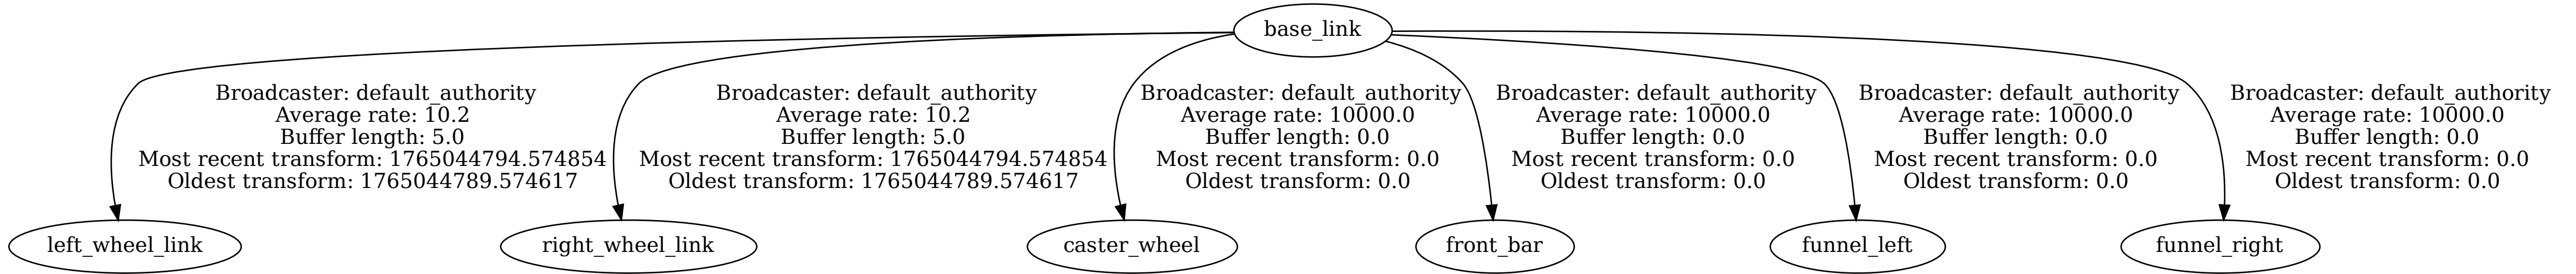 base_link
Broadcaster: default_authority
Average rate: 10.2
Buffer length: 5.0
Most recent transform: 1765044794.574854
Oldest transform: 1765044789.574617
Broadcaster: default_authority
Average rate: 10.2
Buffer length: 5.0
Most recent transform: 1765044794.574854
Oldest transform: 1765044789.574617
Broadcaster: default_authority
Average rate: 10000.0
Buffer length: 0.0
Most recent transform: 0.0
Oldest transform: 0.0
Broadcaster: default_authority
Average rate: 10000.0
Buffer length: 0.0
Most recent transform: 0.0
Oldest transform: 0.0
Broadcaster: default_authority
Average rate: 10000.0
Buffer length: 0.0
Most recent transform: 0.0
Oldest transform: 0.0
Broadcaster: default_authority
Average rate: 10000.0
Buffer length: 0.0
Most recent transform: 0.0
Oldest transform: 0.0
left_wheel_link
right_wheel_link
caster_wheel
front_bar
funnel_left
funnel_right